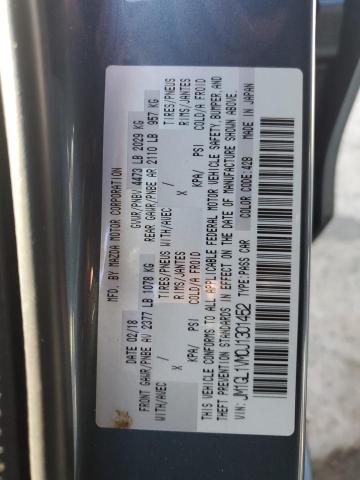 MFD. BY MAZDA MOTOR CORPORATION
DATE 02/18 GVWR/PNBV 4473 LB 2029 KG
FRONT GAWR/PNBE AV 2377 LB 1078 KG REAR GAWR/PNBE AR 2110 LB 957 KG
WITH/AVEC TIRES/PNEUS WITH/AVEC TIRES/PNEUS
X RIMS/JANTES X RIMS/JANTES
KPA/ PSI COLD/A FROID KPA/ PSI COLD/A FROID
THIS VEHICLE CONFORMS TO ALL APPLICABLE FEDERAL MOTOR VEHICLE SAFETY, BUMPER, AND
THEFT PREVENTION STANDARDS IN EFFECT ON THE DATE OF MANUFACTURE SHOWN ABOVE.
VIN: JM1GL1VM0J1301452 TYPE:PASS CAR COLOR CODE:42B MADE IN JAPAN